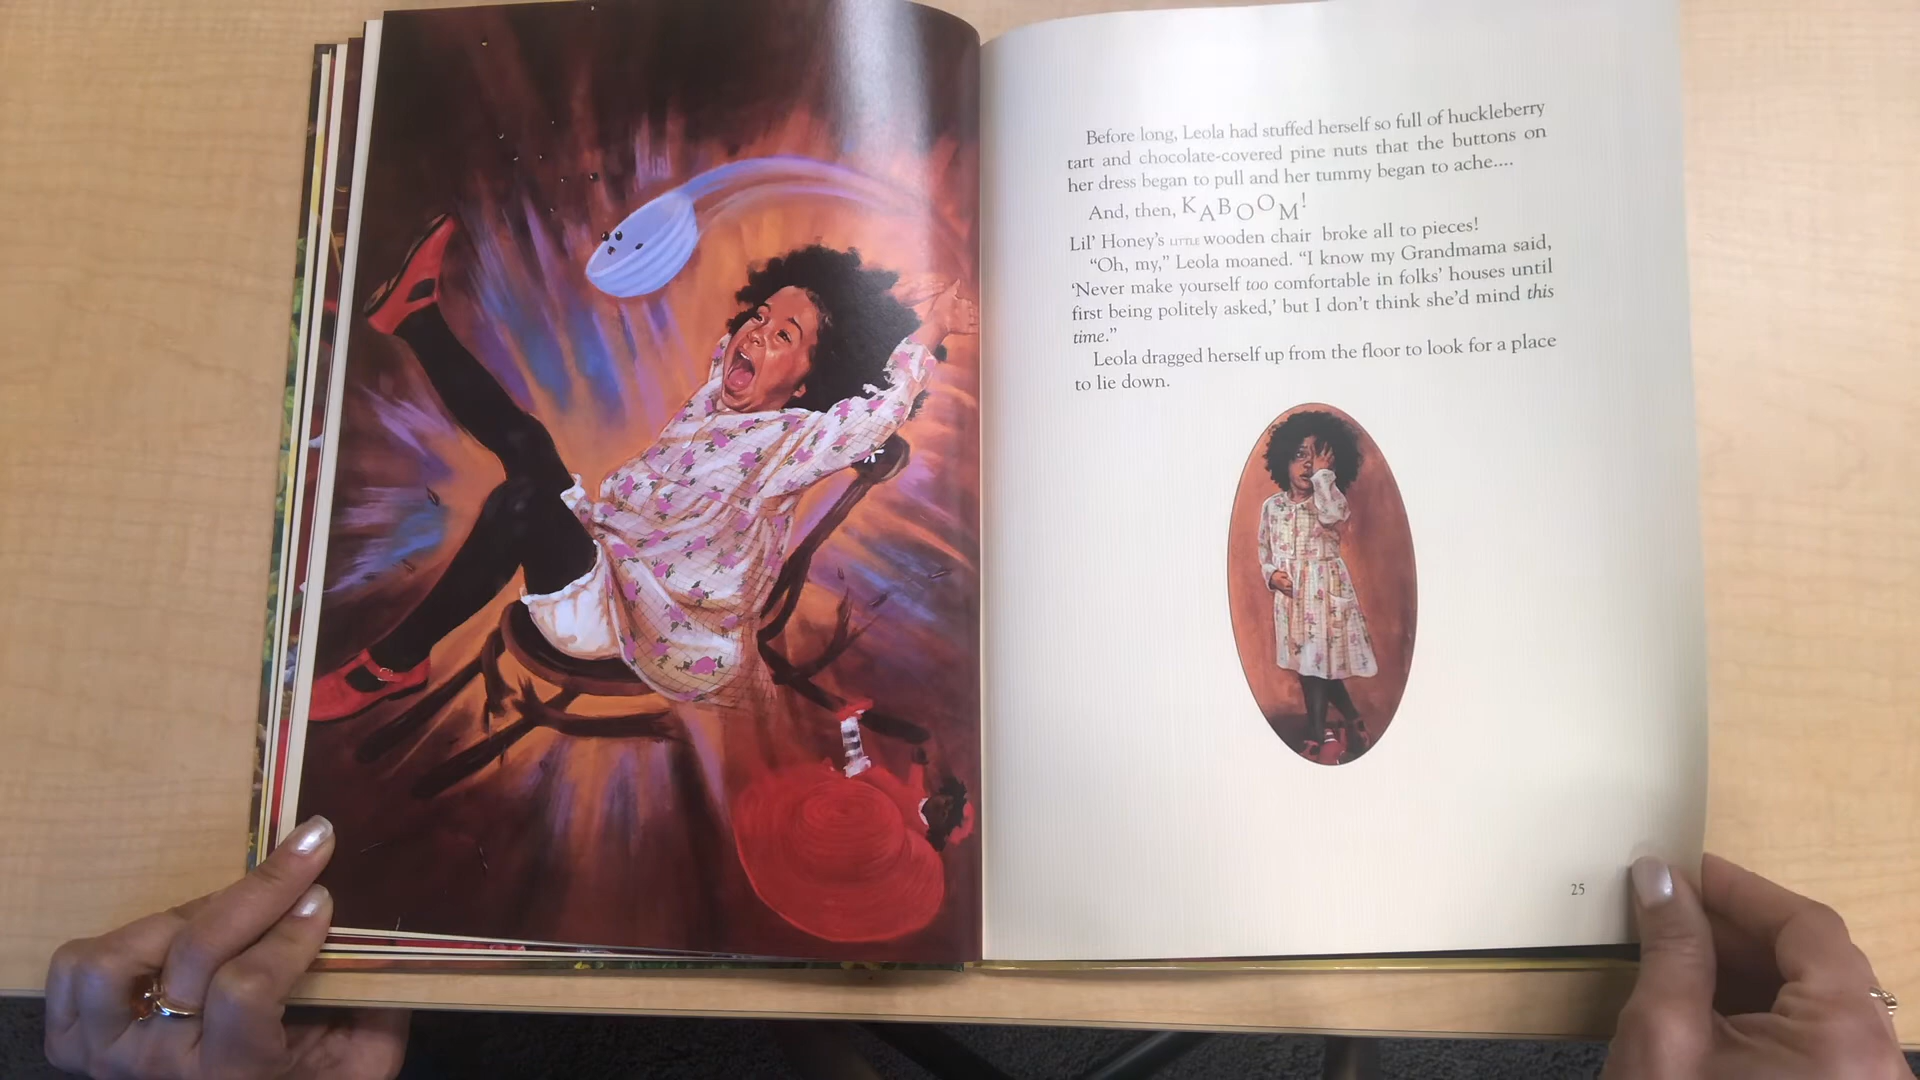 Before long, Leola had stuffed herself so full of huckleberry
tart and chocolate-covered pine nuts that the buttons on
her dress began to pull and her tummy began to ache....
And, then, KABOOM!
Lil' Honey's LITTLE wooden chair broke all to pieces!
"Oh, my," Leola moaned. "I know my Grandmama said,
'Never make yourself too comfortable in folks' houses until
first being politely asked,' but I don't think she'd mind this
time."
Leola dragged herself up from the floor to look for a place
to lie down.
25